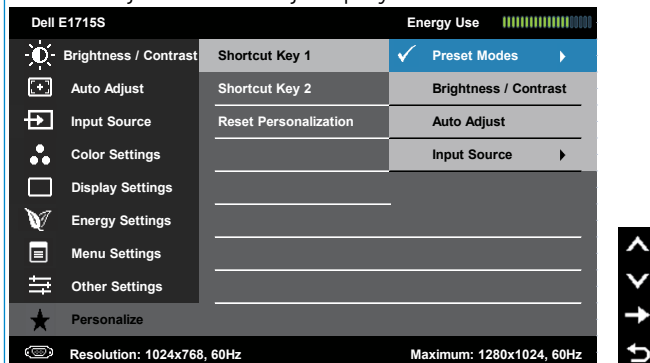 Dell E1715S Energy Use
Brightness / Contrast Shortcut Key 1 Preset Modes
Auto Adjust Shortcut Key 2 Brightness / Contrast
Input Source Reset Personalization Auto Adjust
Color Settings Input Source
Display Settings
Energy Settings
Menu Settings
Other Settings
Personalize
Resolution: 1024x768, 60Hz Maximum: 1280x1024, 60Hz